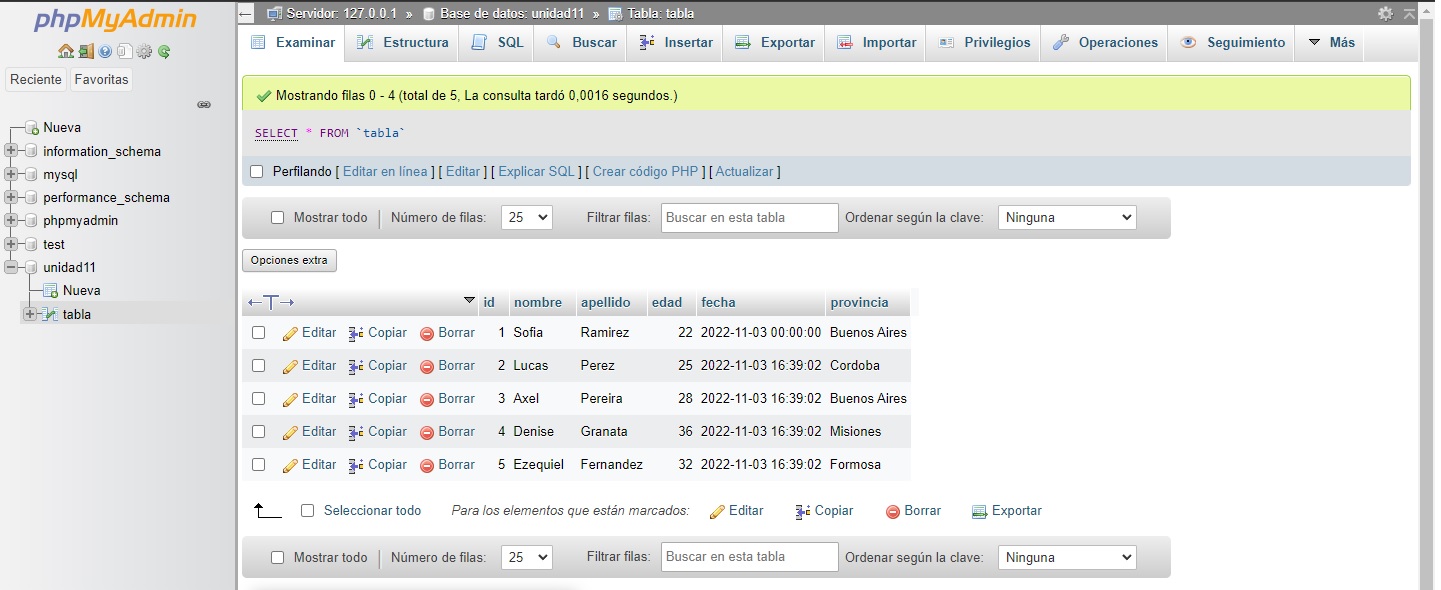 phpMyAdmin
Reciente Favoritas
Nueva
information_schema
mysql
performance_schema
phpmyadmin
test
unidad11
Nueva
tabla
Servidor: 127.0.0.1 » Base de datos: unidad11 » Tabla: tabla
Examinar Estructura SQL Buscar Insertar Exportar Importar Privilegios Operaciones Seguimiento Más
Mostrando filas 0 - 4 (total de 5, La consulta tardó 0,0016 segundos.)
SELECT * FROM `tabla`
Perfilando [ Editar en línea ] [ Editar ] [ Explicar SQL ] [ Crear código PHP ] [ Actualizar ]
Mostrar todo | Número de filas: 25 Filtrar filas: Buscar en esta tabla Ordenar según la clave: Ninguna
Opciones extra
id nombre apellido edad fecha provincia
Editar Copiar Borrar 1 Sofia Ramirez 22 2022-11-03 00:00:00 Buenos Aires
Editar Copiar Borrar 2 Lucas Perez 25 2022-11-03 16:39:02 Cordoba
Editar Copiar Borrar 3 Axel Pereira 28 2022-11-03 16:39:02 Buenos Aires
Editar Copiar Borrar 4 Denise Granata 36 2022-11-03 16:39:02 Misiones
Editar Copiar Borrar 5 Ezequiel Fernandez 32 2022-11-03 16:39:02 Formosa
Seleccionar todo Para los elementos que están marcados: Editar Copiar Borrar Exportar
Mostrar todo | Número de filas: 25 Filtrar filas: Buscar en esta tabla Ordenar según la clave: Ninguna